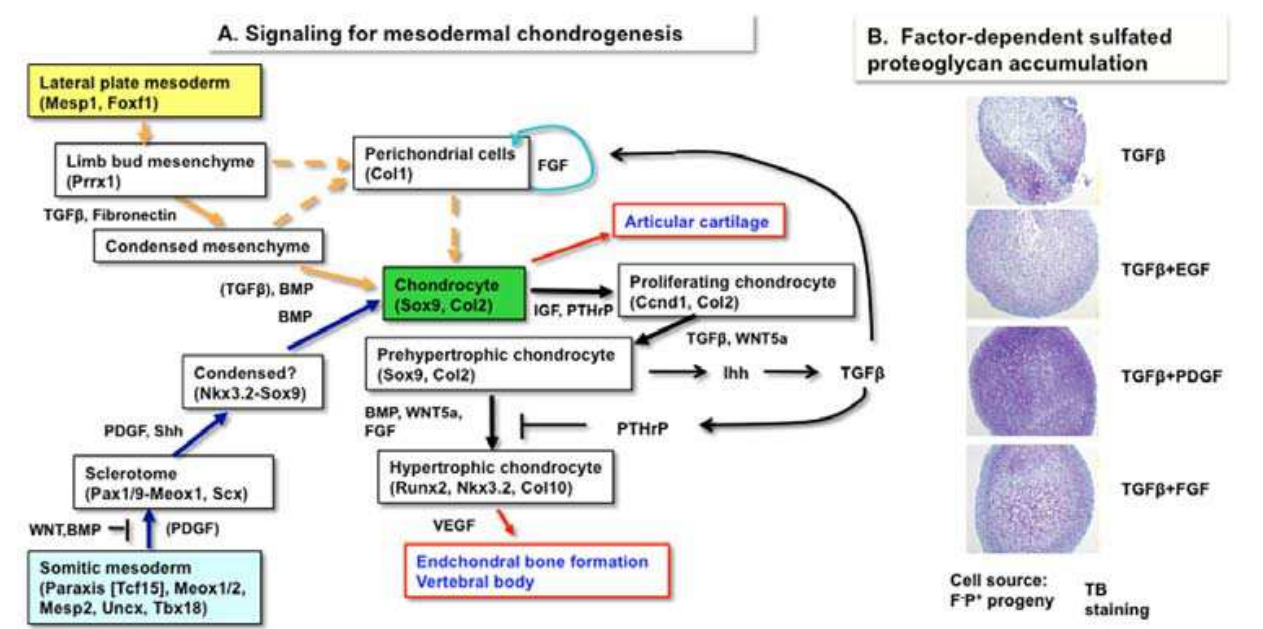 A. Signaling for mesodermal chondrogenesis
Lateral plate mesoderm
(Mesp1, Foxf1)
Limb bud mesenchyme
(Prrx1)
Perichondrial cells
(Col1)
FGF
TGFβ, Fibronectin
Condensed mesenchyme
Articular cartilage
(TGFβ), BMP
BMP
Chondrocyte
(Sox9, Col2)
IGF, PTHrP
Proliferating chondrocyte
(Ccnd1, Col2)
TGFβ, WNT5a
Prehypertrophic chondrocyte
(Sox9, Col2)
Ihh
TGFβ
Condensed?
(Nkx3.2-Sox9)
BMP, WNT5a,
FGF
PTHrP
PDGF, Shh
Sclerotome
(Pax1/9-Meox1, Scx)
Hypertrophic chondrocyte
(Runx2, Nkx3.2, Col10)
WNT,BMP
(PDGF)
VEGF
Somitic mesoderm
(Paraxis [Tcf15], Meox1/2,
Mesp2, Uncx, Tbx18)
Endchondral bone formation
Vertebral body
B. Factor-dependent sulfated
proteoglycan accumulation
TGFβ
TGFβ+EGF
TGFβ+PDGF
TGFβ+FGF
Cell source:
F-P+ progeny
TB
staining